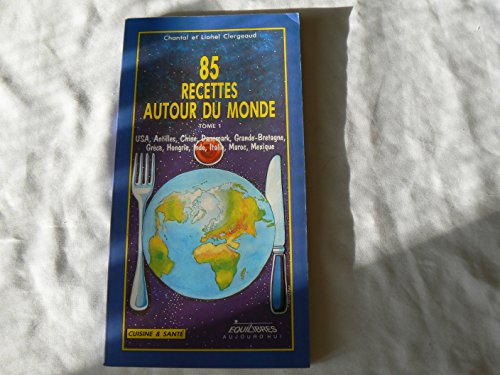 Chantal et Lionel Clergeaud
85
RECETTES
AUTOUR DU MONDE
TOME 1
USA, Antilles, Chine, Danemark, Grande-Bretagne,
Grèce, Hongrie, Inde, Italie, Maroc, Mexique
CUISINE & SANTÉ
EQUILIBRES
AUJOURD'HUI